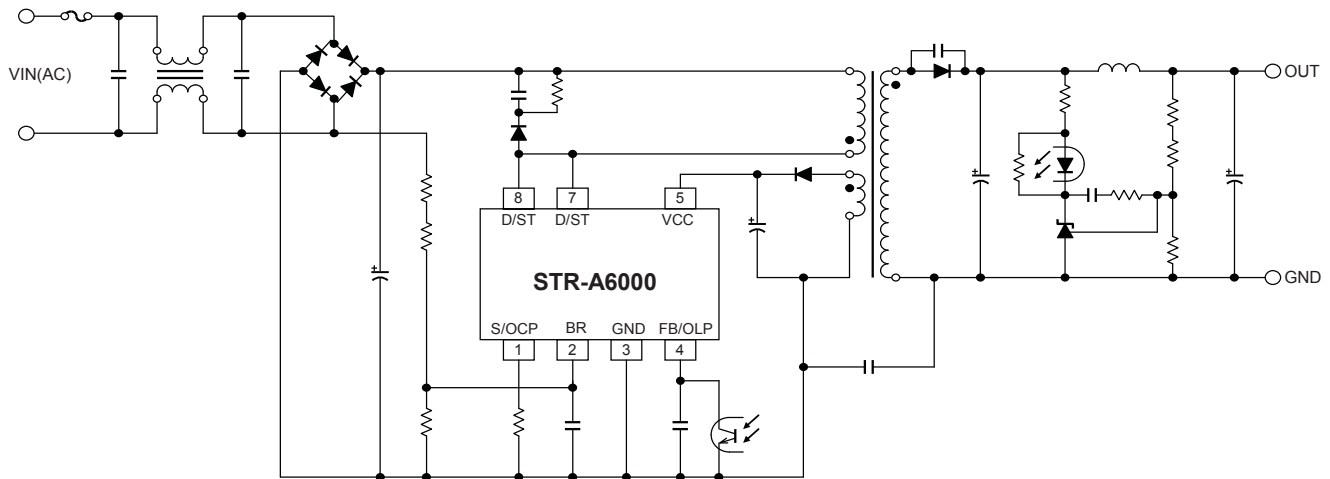 OUT
VIN(AC)
8
7
5
D/ST
D/ST
VCC
STR-A6000
GND
S/OCP
BR
GND
FB/OLP
1
2
3
4